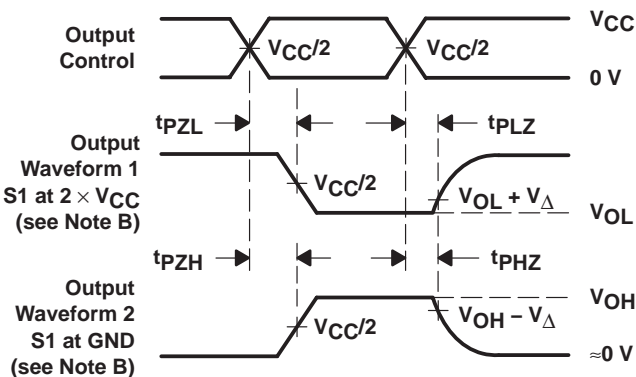 Output
Control
VCC/2
VCC/2
VCC
0 V
tPZL
tPLZ
Output
Waveform 1
S1 at 2 × VCC
(see Note B)
VCC/2
VOL + VΔ
VOL
tPZH
tPHZ
Output
Waveform 2
S1 at GND
(see Note B)
VCC/2
VOH − VΔ
VOH
≈0 V